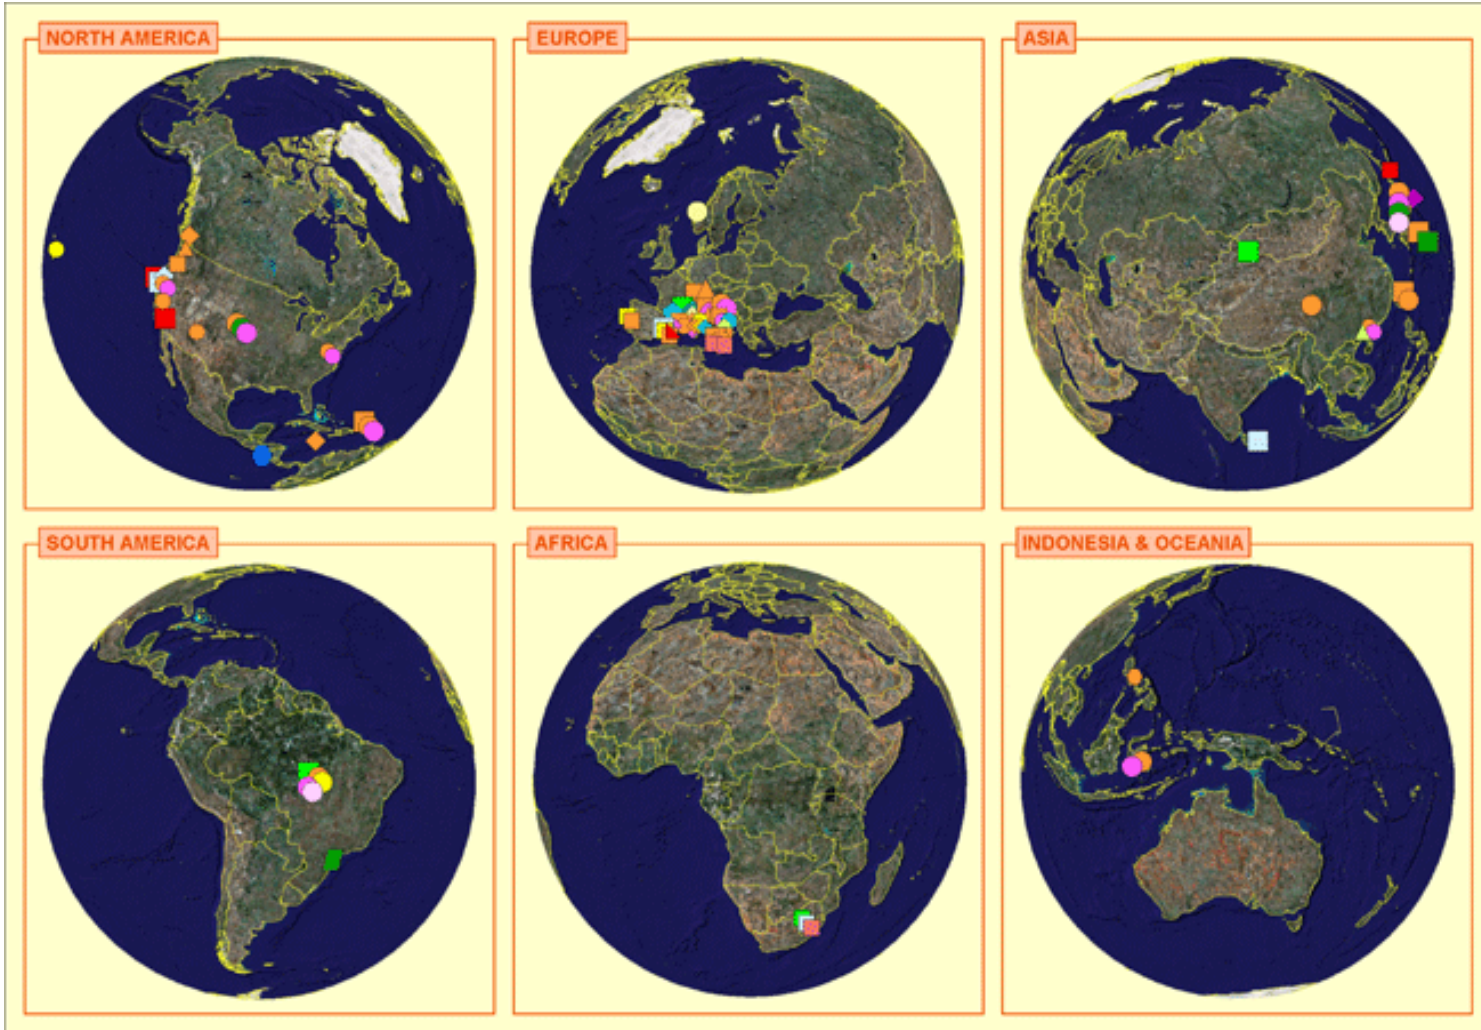 NORTH AMERICA
EUROPE
ASIA
SOUTH AMERICA
AFRICA
INDONESIA & OCEANIA